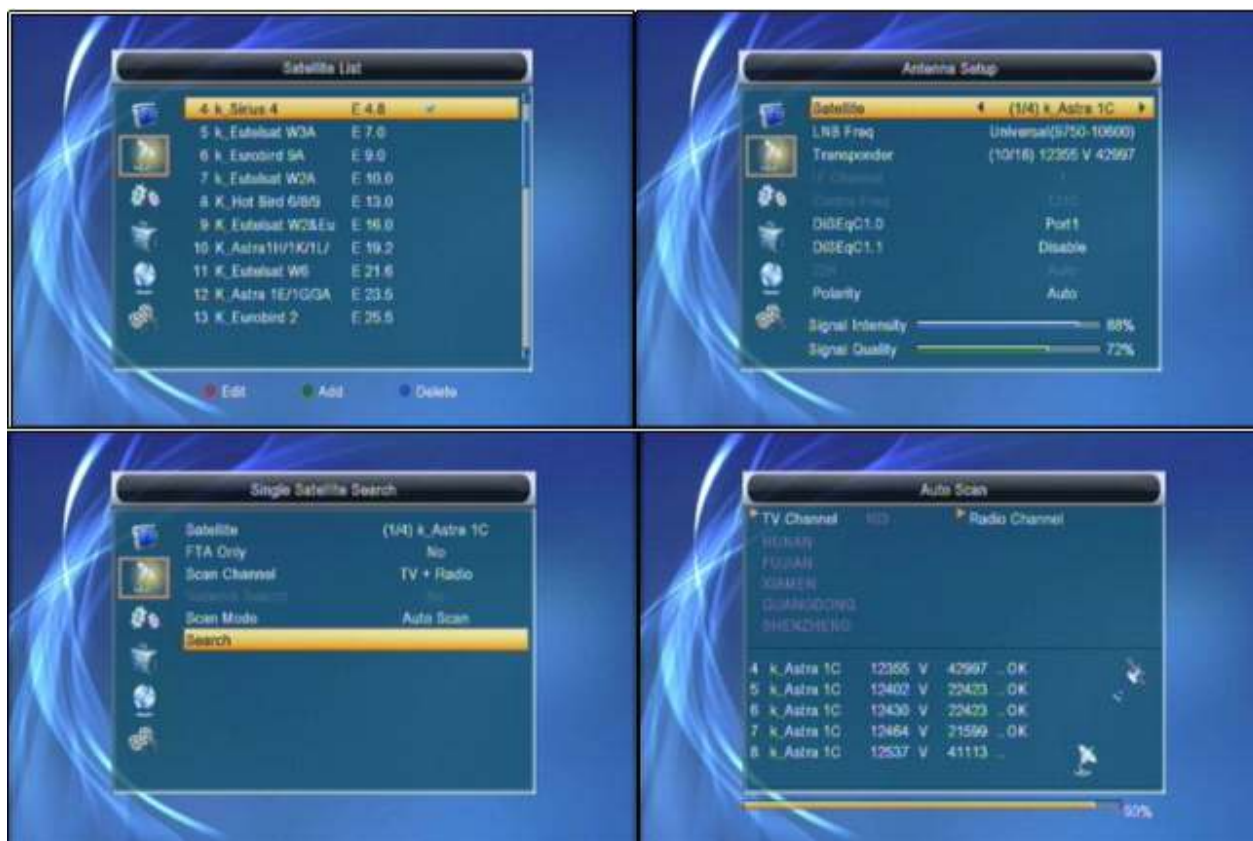 Satellite List
4 k_Sirius 4 E 4.8
5 k_Eutelsat W3A E 7.0
6 k_Eurobird 9A E 9.0
7 k_Eutelsat W2A E 10.0
8 K_Hot Bird 6/8/9 E 13.0
9 K_Eutelsat W2&Eu E 16.0
10 K_Astra1H/1K/1L/ E 19.2
11 K_Eutelsat W6 E 21.6
12 K_Astra 1E/1G/3A E 23.5
13 K_Eurobird 2 E 25.5
Edit Add Delete
Antenna Setup
Satellite (1/4) k_Astra 1C
LNB Freq Universal(9750-10600)
Transponder (10/16) 12355 V 42997
DiSEqC1.0 Port1
DiSEqC1.1 Disable
Polarity Auto
Signal Intensity 88%
Signal Quality 72%
Single Satellite Search
Satellite (1/4) k_Astra 1C
FTA Only No
Scan Channel TV + Radio
Network Search No
Scan Mode Auto Scan
Search
Auto Scan
TV Channel Radio Channel
HUNAN
FUJIAN
XIAMEN
GUANGDONG
SHENZHENG
4 k_Astra 1C 12355 V 42997 ...OK
5 k_Astra 1C 12402 V 22423 ...OK
6 k_Astra 1C 12430 V 22423 ...OK
7 k_Astra 1C 12464 V 21599 ...OK
8 k_Astra 1C 12537 V 41113 ...
90%